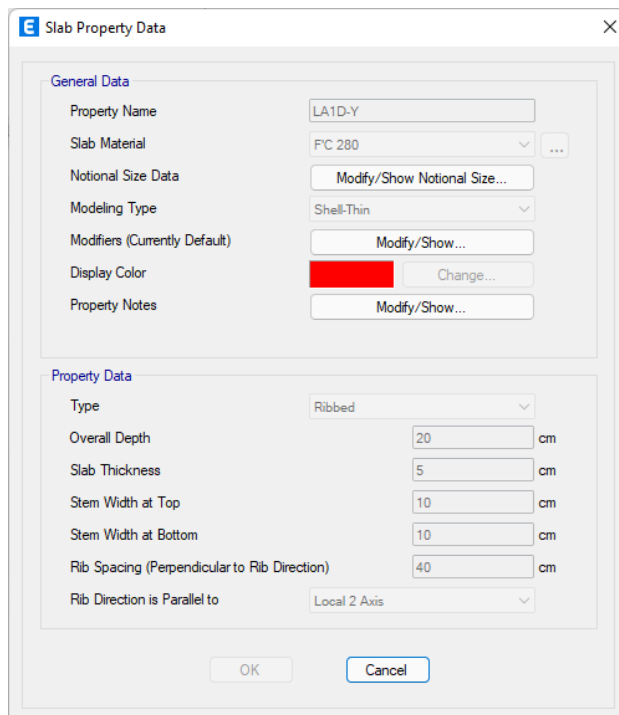 E Slab Property Data
General Data
Property Name LA1D-Y
Slab Material F'C 280 ...
Notional Size Data Modify/Show Notional Size...
Modeling Type Shell-Thin
Modifiers (Currently Default) Modify/Show...
Display Color Change...
Property Notes Modify/Show...
Property Data
Type Ribbed
Overall Depth 20 cm
Slab Thickness 5 cm
Stem Width at Top 10 cm
Stem Width at Bottom 10 cm
Rib Spacing (Perpendicular to Rib Direction) 40 cm
Rib Direction is Parallel to Local 2 Axis
OK Cancel